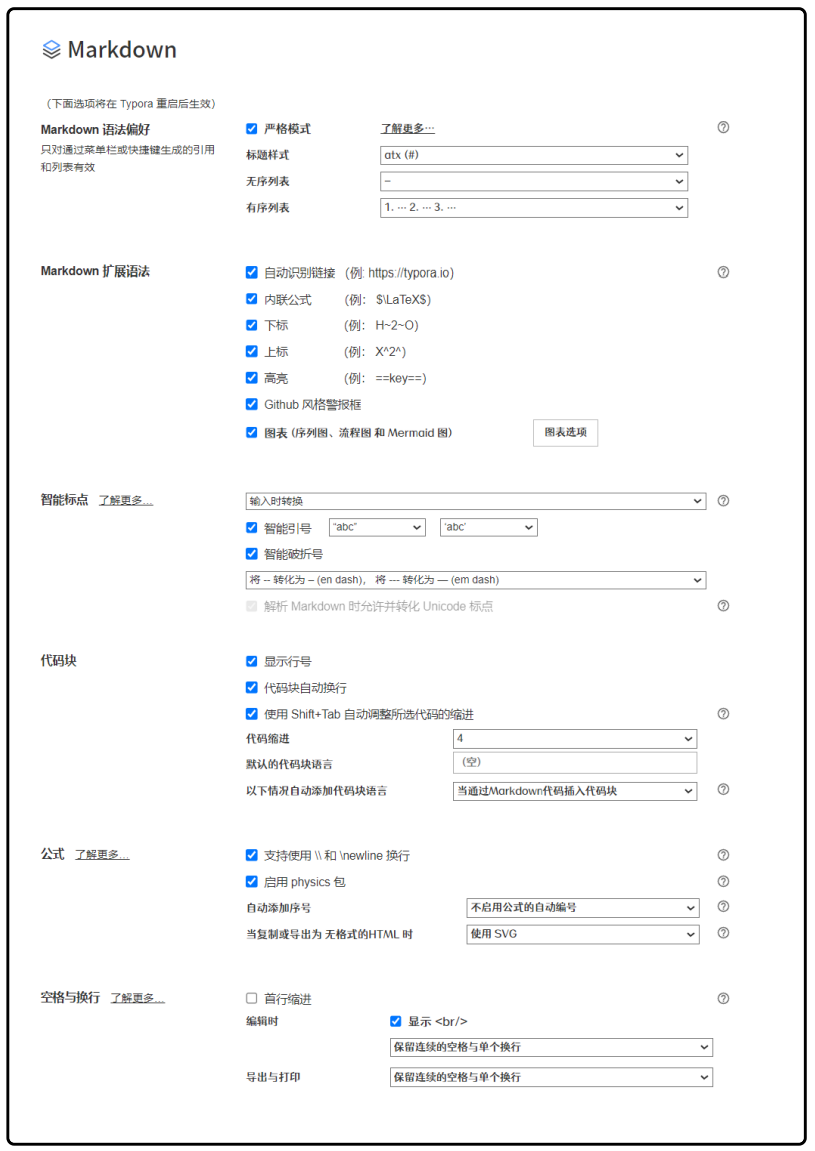 Markdown
（下面选项将在 Typora 重启后生效）
Markdown 语法偏好
只对通过菜单栏或快捷键生成的引用
和列表有效
严格模式 了解更多…
标题样式 atx (#)
无序列表 –
有序列表 1. … 2. … 3. …
Markdown 扩展语法
自动识别链接 （例: https://typora.io）
内联公式 （例： $\LaTeX$）
下标 （例： H~2~O）
上标 （例： X^2^）
高亮 （例： ==key==）
Github 风格警报框
图表 (序列图、流程图 和 Mermaid 图) 图表选项
智能标点 了解更多...
输入时转换
智能引号 “abc” ‘abc’
智能破折号
将 -- 转化为 – (en dash)， 将 --- 转化为 — (em dash)
解析 Markdown 时允许并转化 Unicode 标点
代码块
显示行号
代码块自动换行
使用 Shift+Tab 自动调整所选代码的缩进
代码缩进 4
默认的代码块语言 （空）
以下情况自动添加代码块语言 当通过Markdown代码插入代码块
公式 了解更多...
支持使用 \\ 和 \newline 换行
启用 physics 包
自动添加序号 不启用公式的自动编号
当复制或导出为 无格式的HTML 时 使用 SVG
空格与换行 了解更多...
首行缩进
编辑时 显示 <br/>
保留连续的空格与单个换行
导出与打印 保留连续的空格与单个换行